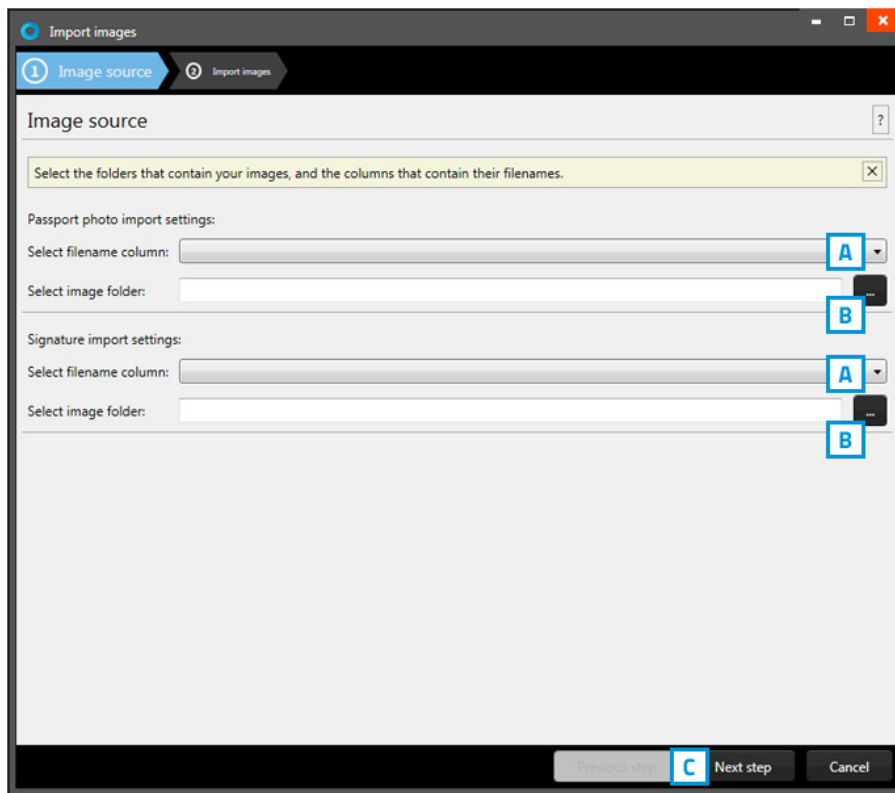 Import images
1 Image source 2 Import images
Image source ?
Select the folders that contain your images, and the columns that contain their filenames.
Passport photo import settings:
Select filename column: A
Select image folder: ...
B
Signature import settings:
Select filename column: A
Select image folder: ...
B
Previous step C Next step Cancel